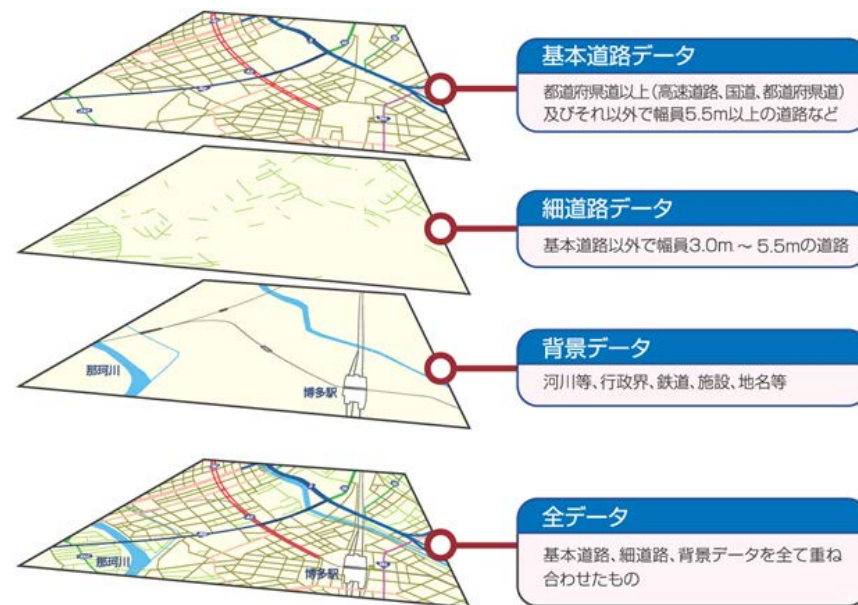 基本道路データ
都道府県道以上(高速道路、国道、都道府県道)
及びそれ以外で幅員5.5m以上の道路など
細道路データ
基本道路以外で幅員3.0m ～ 5.5mの道路
背景データ
河川等、行政界、鉄道、施設、地名等
那珂川
博多駅
全データ
基本道路、細道路、背景データを全て重ね
合わせたもの
那珂川
博多駅